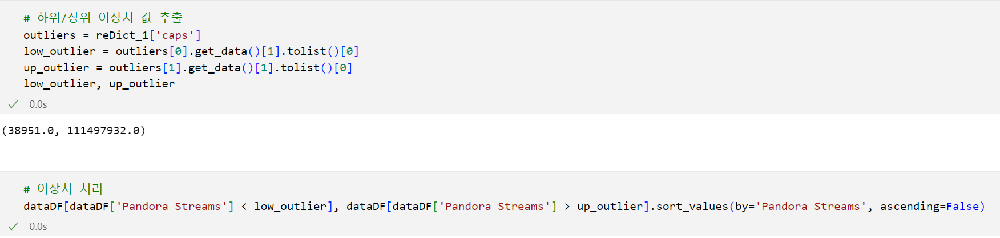 # 하위/상위 이상치 값 추출
outliers = reDict_1['caps']
low_outlier = outliers[0].get_data()[1].tolist()[0]
up_outlier = outliers[1].get_data()[1].tolist()[0]
low_outlier, up_outlier
✓ 0.0s
(38951.0, 111497932.0)
# 이상치 처리
dataDF[dataDF['Pandora Streams'] < low_outlier], dataDF[dataDF['Pandora Streams'] > up_outlier].sort_values(by='Pandora Streams', ascending=False)
✓ 0.0s